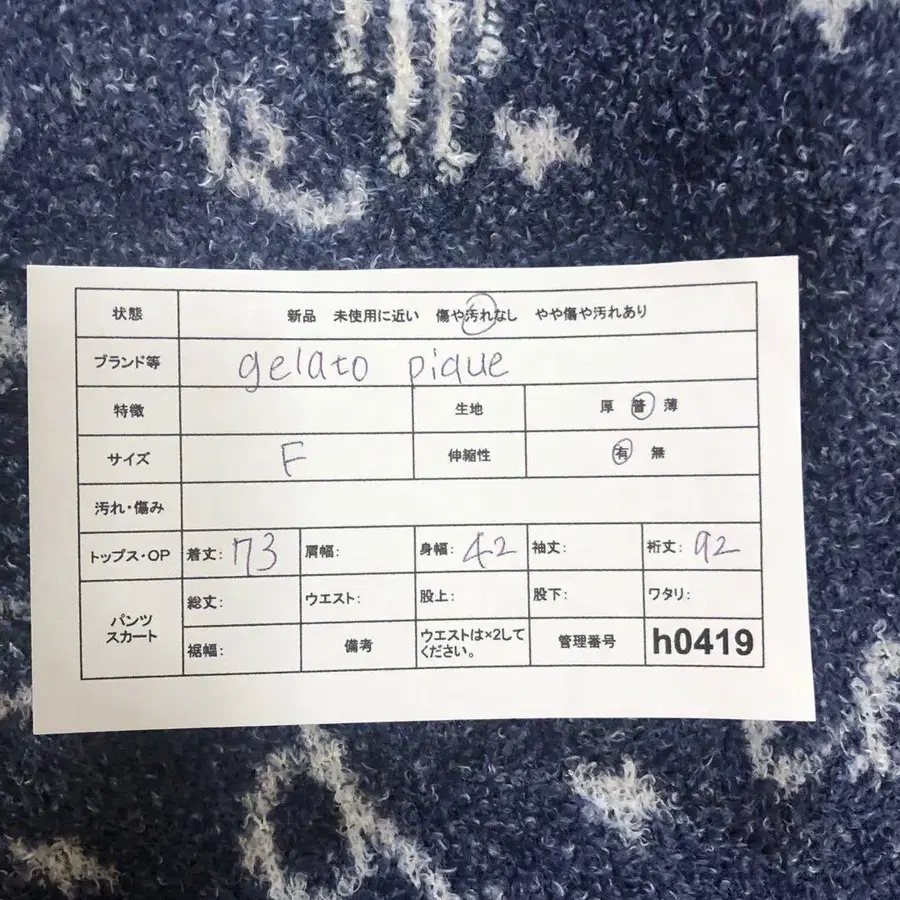 状態 新品 未使用に近い 傷や汚れなし やや傷や汚れあり
ブランド等 gelato pique
特徴 生地 厚 普 薄
サイズ F 伸縮性 有 無
汚れ・傷み
トップス・OP 着丈: 73 肩幅: 身幅: 42 袖丈: 裄丈: 92
パンツ
スカート
総丈: ウエスト: 股上: 股下: ワタリ:
裾幅: 備考 ウエストは×2して
ください。 管理番号 h0419